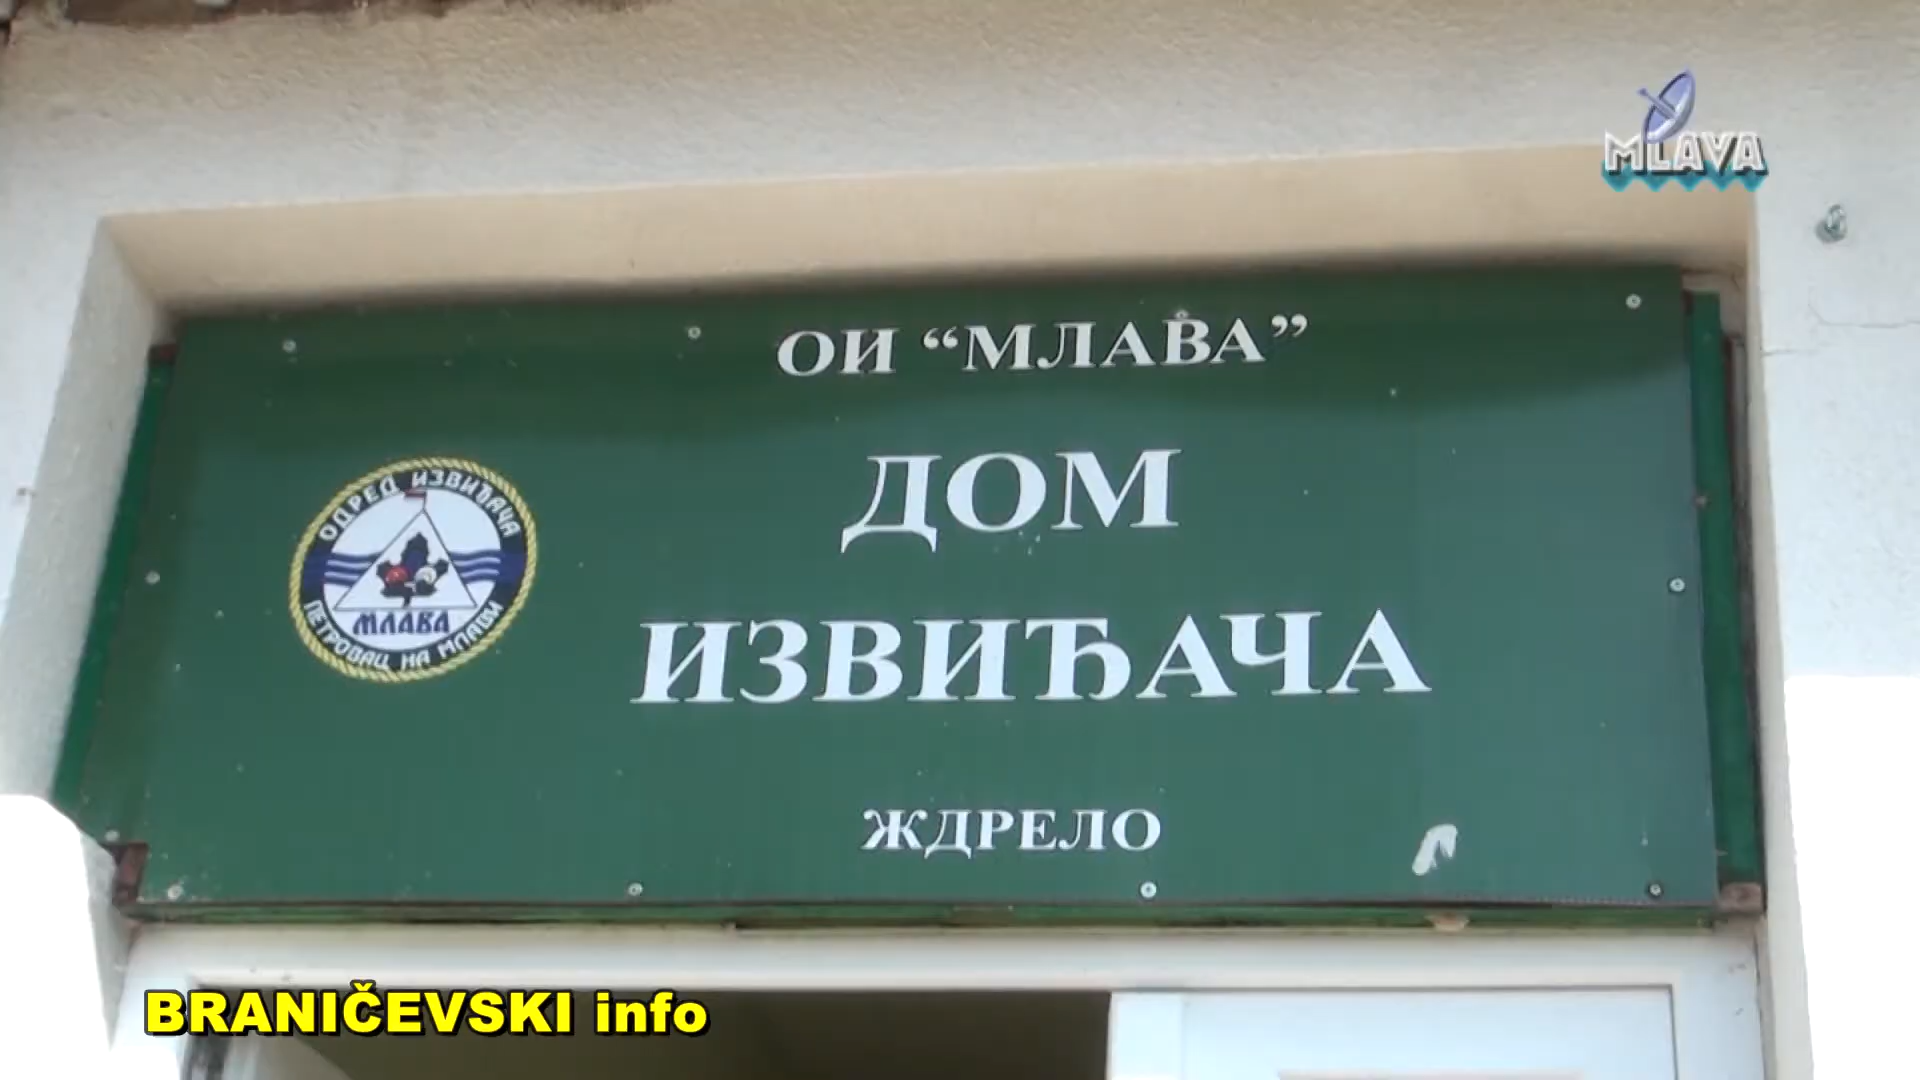 MLAVA
ОИ “МЛАВА”
ДОМ
ИЗВИЂАЧА
ЖДРЕЛО
ОДРЕД ИЗВИЂАЧА
МЛАВА
ПЕТРОВАЦ НА МЛАВИ
BRANIČEVSKI info